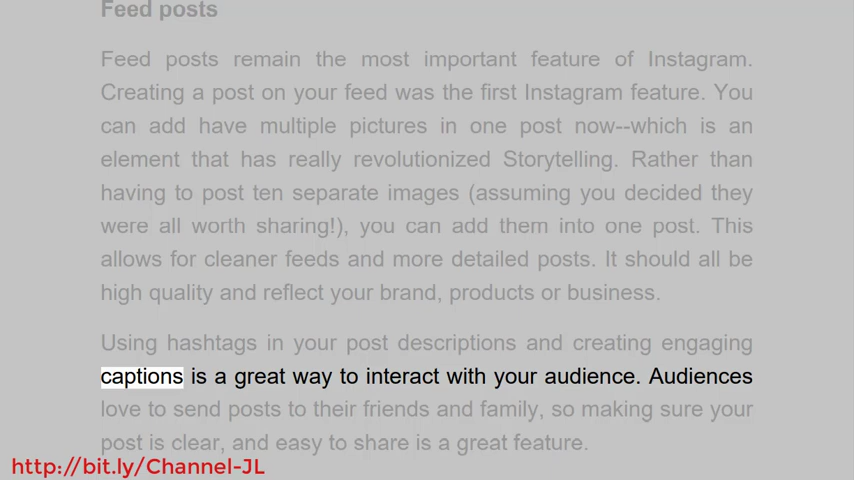 Feed posts
Feed posts remain the most important feature of Instagram.
Creating a post on your feed was the first Instagram feature. You
can add have multiple pictures in one post now--which is an
element that has really revolutionized Storytelling. Rather than
having to post ten separate images (assuming you decided they
were all worth sharing!), you can add them into one post. This
allows for cleaner feeds and more detailed posts. It should all be
high quality and reflect your brand, products or business.
Using hashtags in your post descriptions and creating engaging
captions is a great way to interact with your audience. Audiences
love to send posts to their friends and family, so making sure your
post is clear, and easy to share is a great feature.
http://bit.ly/Channel-JL